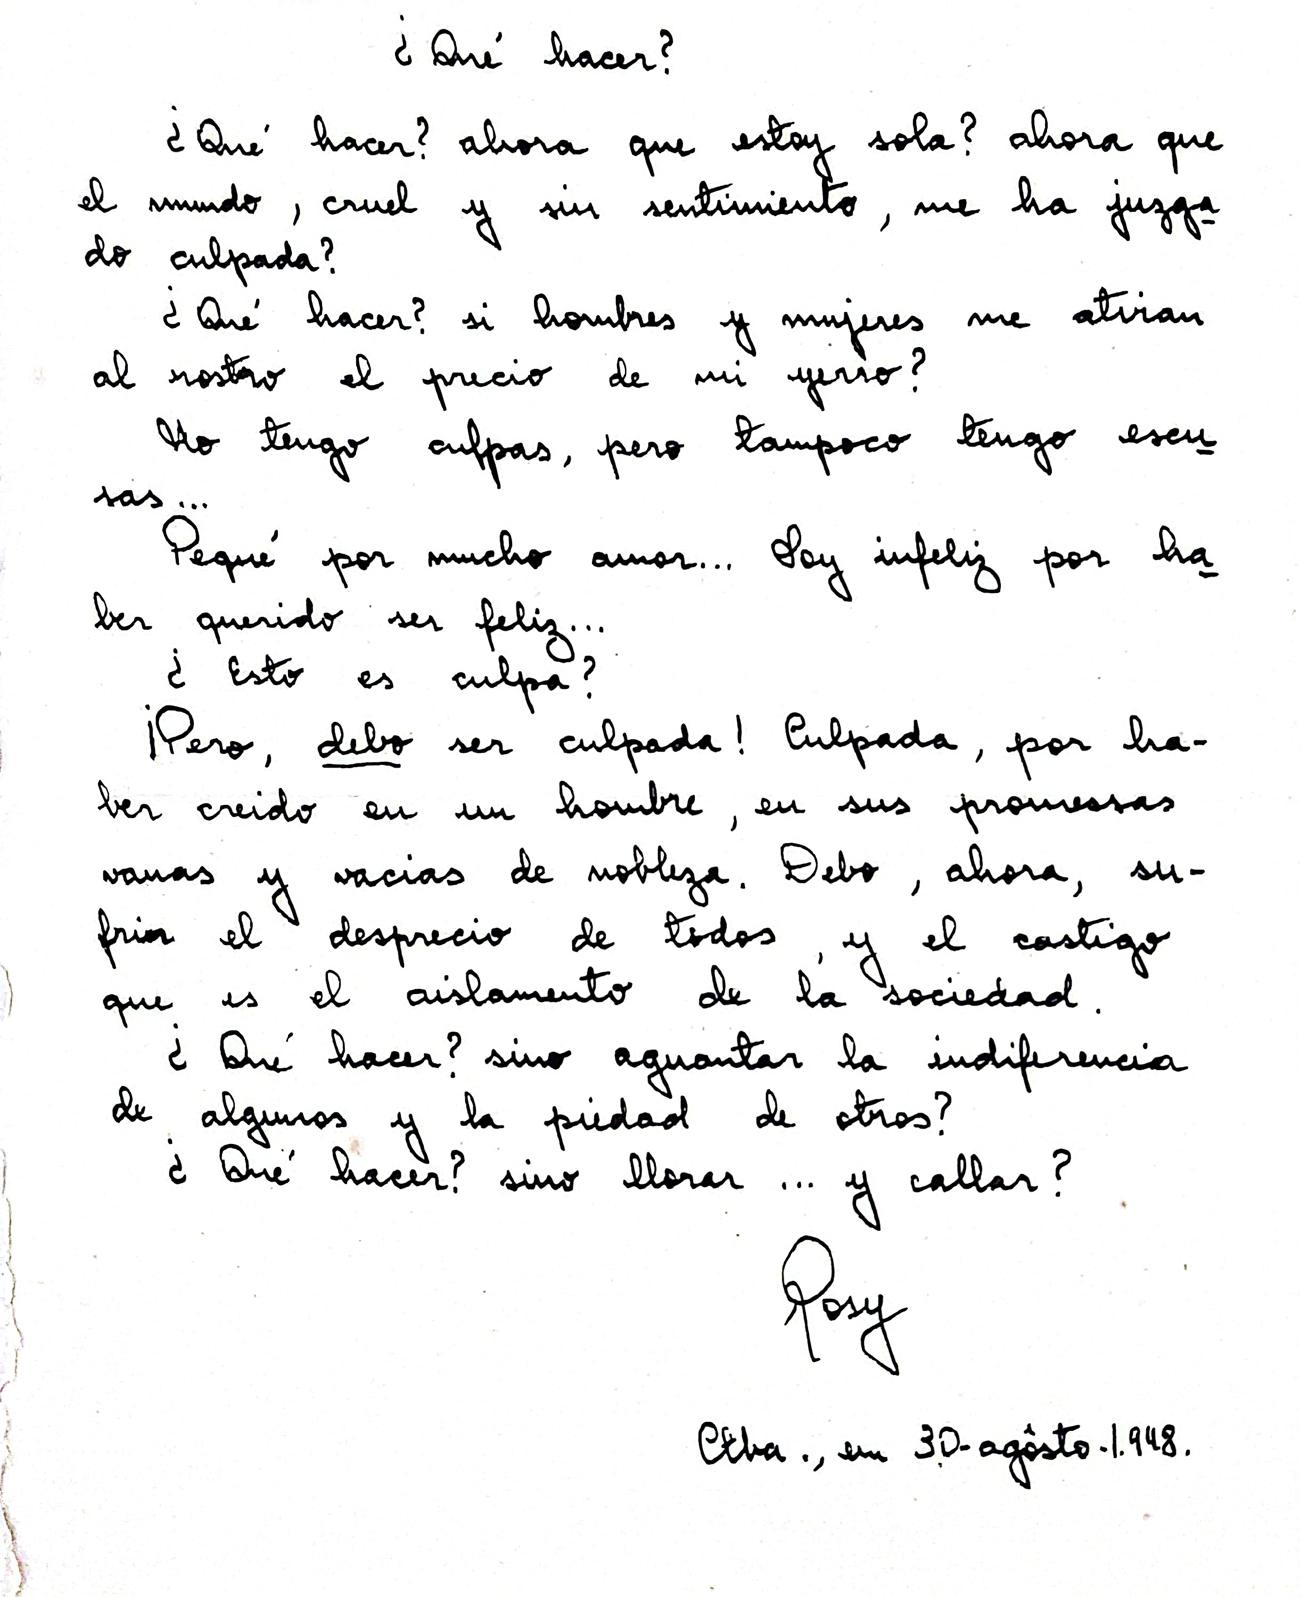 ¿Qué hacer?
¿Qué hacer? ahora que estoy sola? ahora que
el mundo, cruel y sin sentimiento, me ha juzga-
do culpada?
¿Qué hacer? si hombres y mujeres me atiran
al rostro el precio de mi yerro?
No tengo culpas, pero tampoco tengo escu-
sas...
Pequé por mucho amor... Soy infeliz por ha-
ber querido ser feliz...
¿Esto es culpa?
¡Pero, debo ser culpada! Culpada, por ha-
ber creido en un hombre, en sus promessas
vanas y vacias de nobleza. Debo, ahora, su-
frir el desprecio de todos, y el castigo
que es el aislamento de la sociedad.
¿Qué hacer? sino aguantar la indiferencia
de algunos y la piedad de otros?
¿Qué hacer? sino llorar ... y callar?
Rosy
Ctba., em 30-agôsto-1.948.